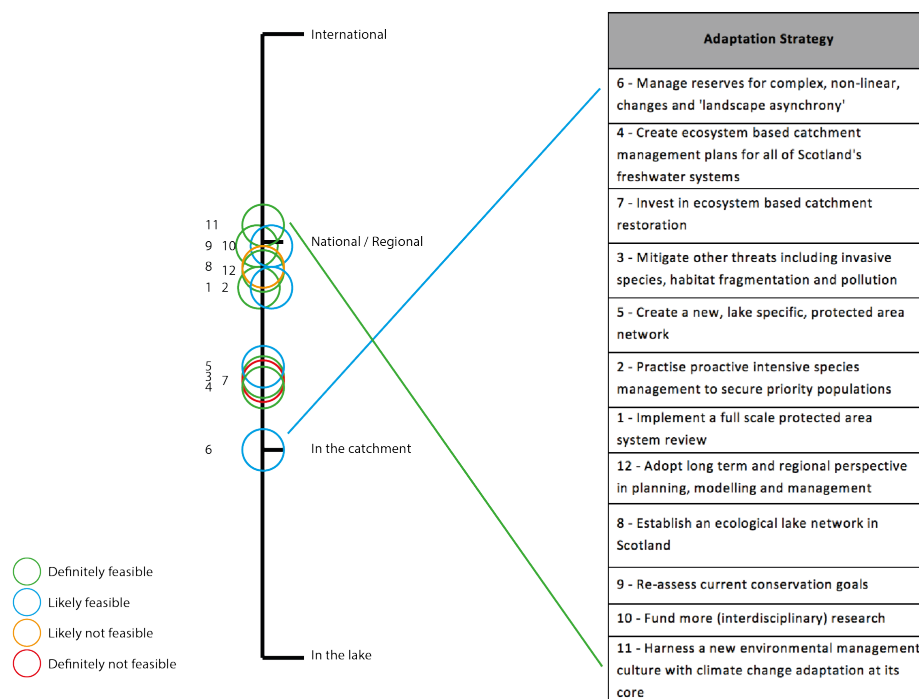 International
11
National / Regional
9 10
8
12
1 2
5
3
7
4
6
In the catchment
In the lake
Definitely feasible
Likely feasible
Likely not feasible
Definitely not feasible
Adaptation Strategy
6 - Manage reserves for complex, non-linear,
changes and 'landscape asynchrony'
4 - Create ecosystem based catchment
management plans for all of Scotland's
freshwater systems
7 - Invest in ecosystem based catchment
restoration
3 - Mitigate other threats including invasive
species, habitat fragmentation and pollution
5 - Create a new, lake specific, protected area
network
2 - Practise proactive intensive species
management to secure priority populations
1 - Implement a full scale protected area
system review
12 - Adopt long term and regional perspective
in planning, modelling and management
8 - Establish an ecological lake network in
Scotland
9 - Re-assess current conservation goals
10 - Fund more (interdisciplinary) research
11 - Harness a new environmental management
culture with climate change adaptation at its
core